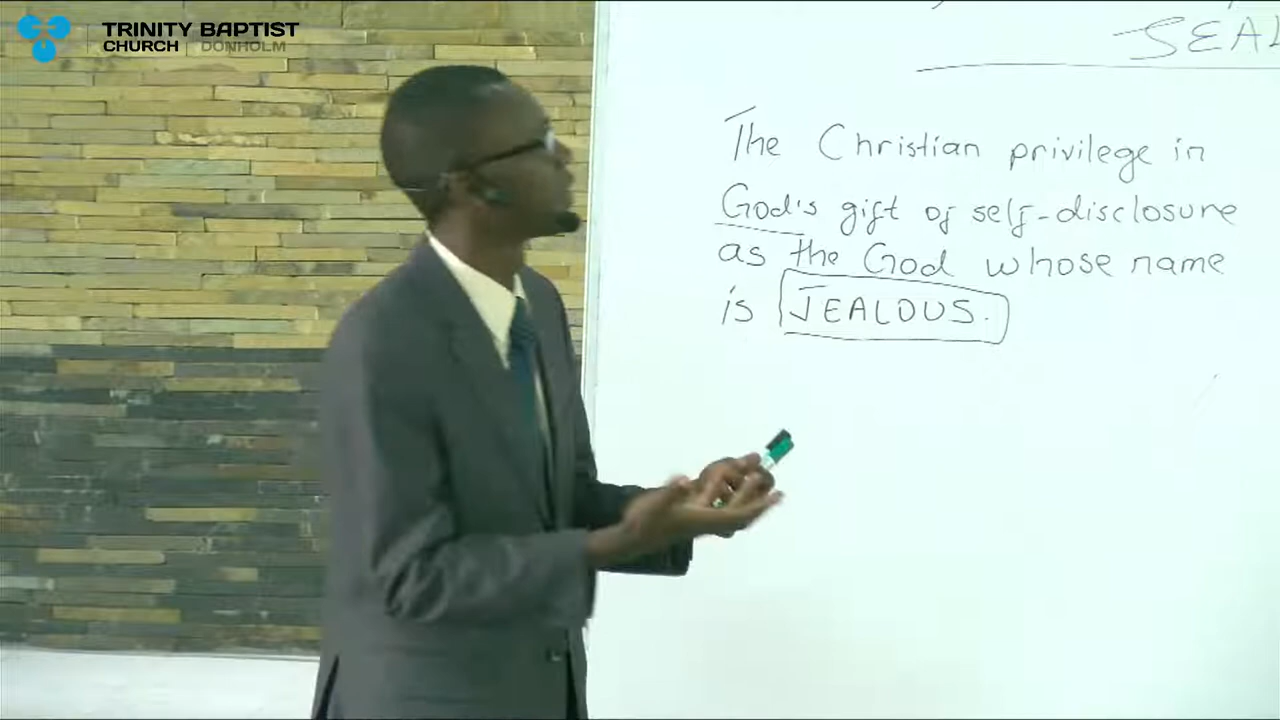 TRINITY BAPTIST
CHURCH | DONHOLM
The Christian privilege in
God's gift of self-disclosure
as the God whose name
is JEALOUS.